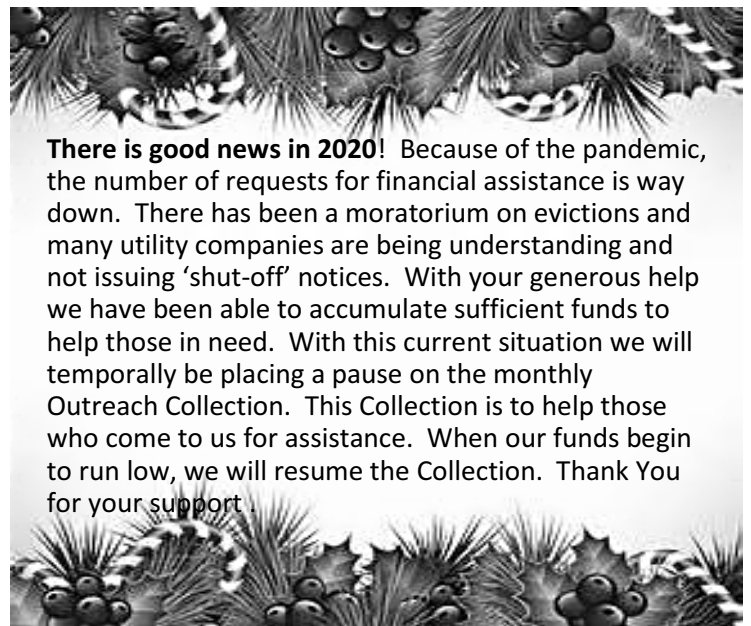 There is good news in 2020!  Because of the pandemic,
the number of requests for financial assistance is way
down.  There has been a moratorium on evictions and
many utility companies are being understanding and
not issuing ‘shut-off’ notices.  With your generous help
we have been able to accumulate sufficient funds to
help those in need.  With this current situation we will
temporally be placing a pause on the monthly
Outreach Collection.  This Collection is to help those
who come to us for assistance.  When our funds begin
to run low, we will resume the Collection.  Thank You
for your support .